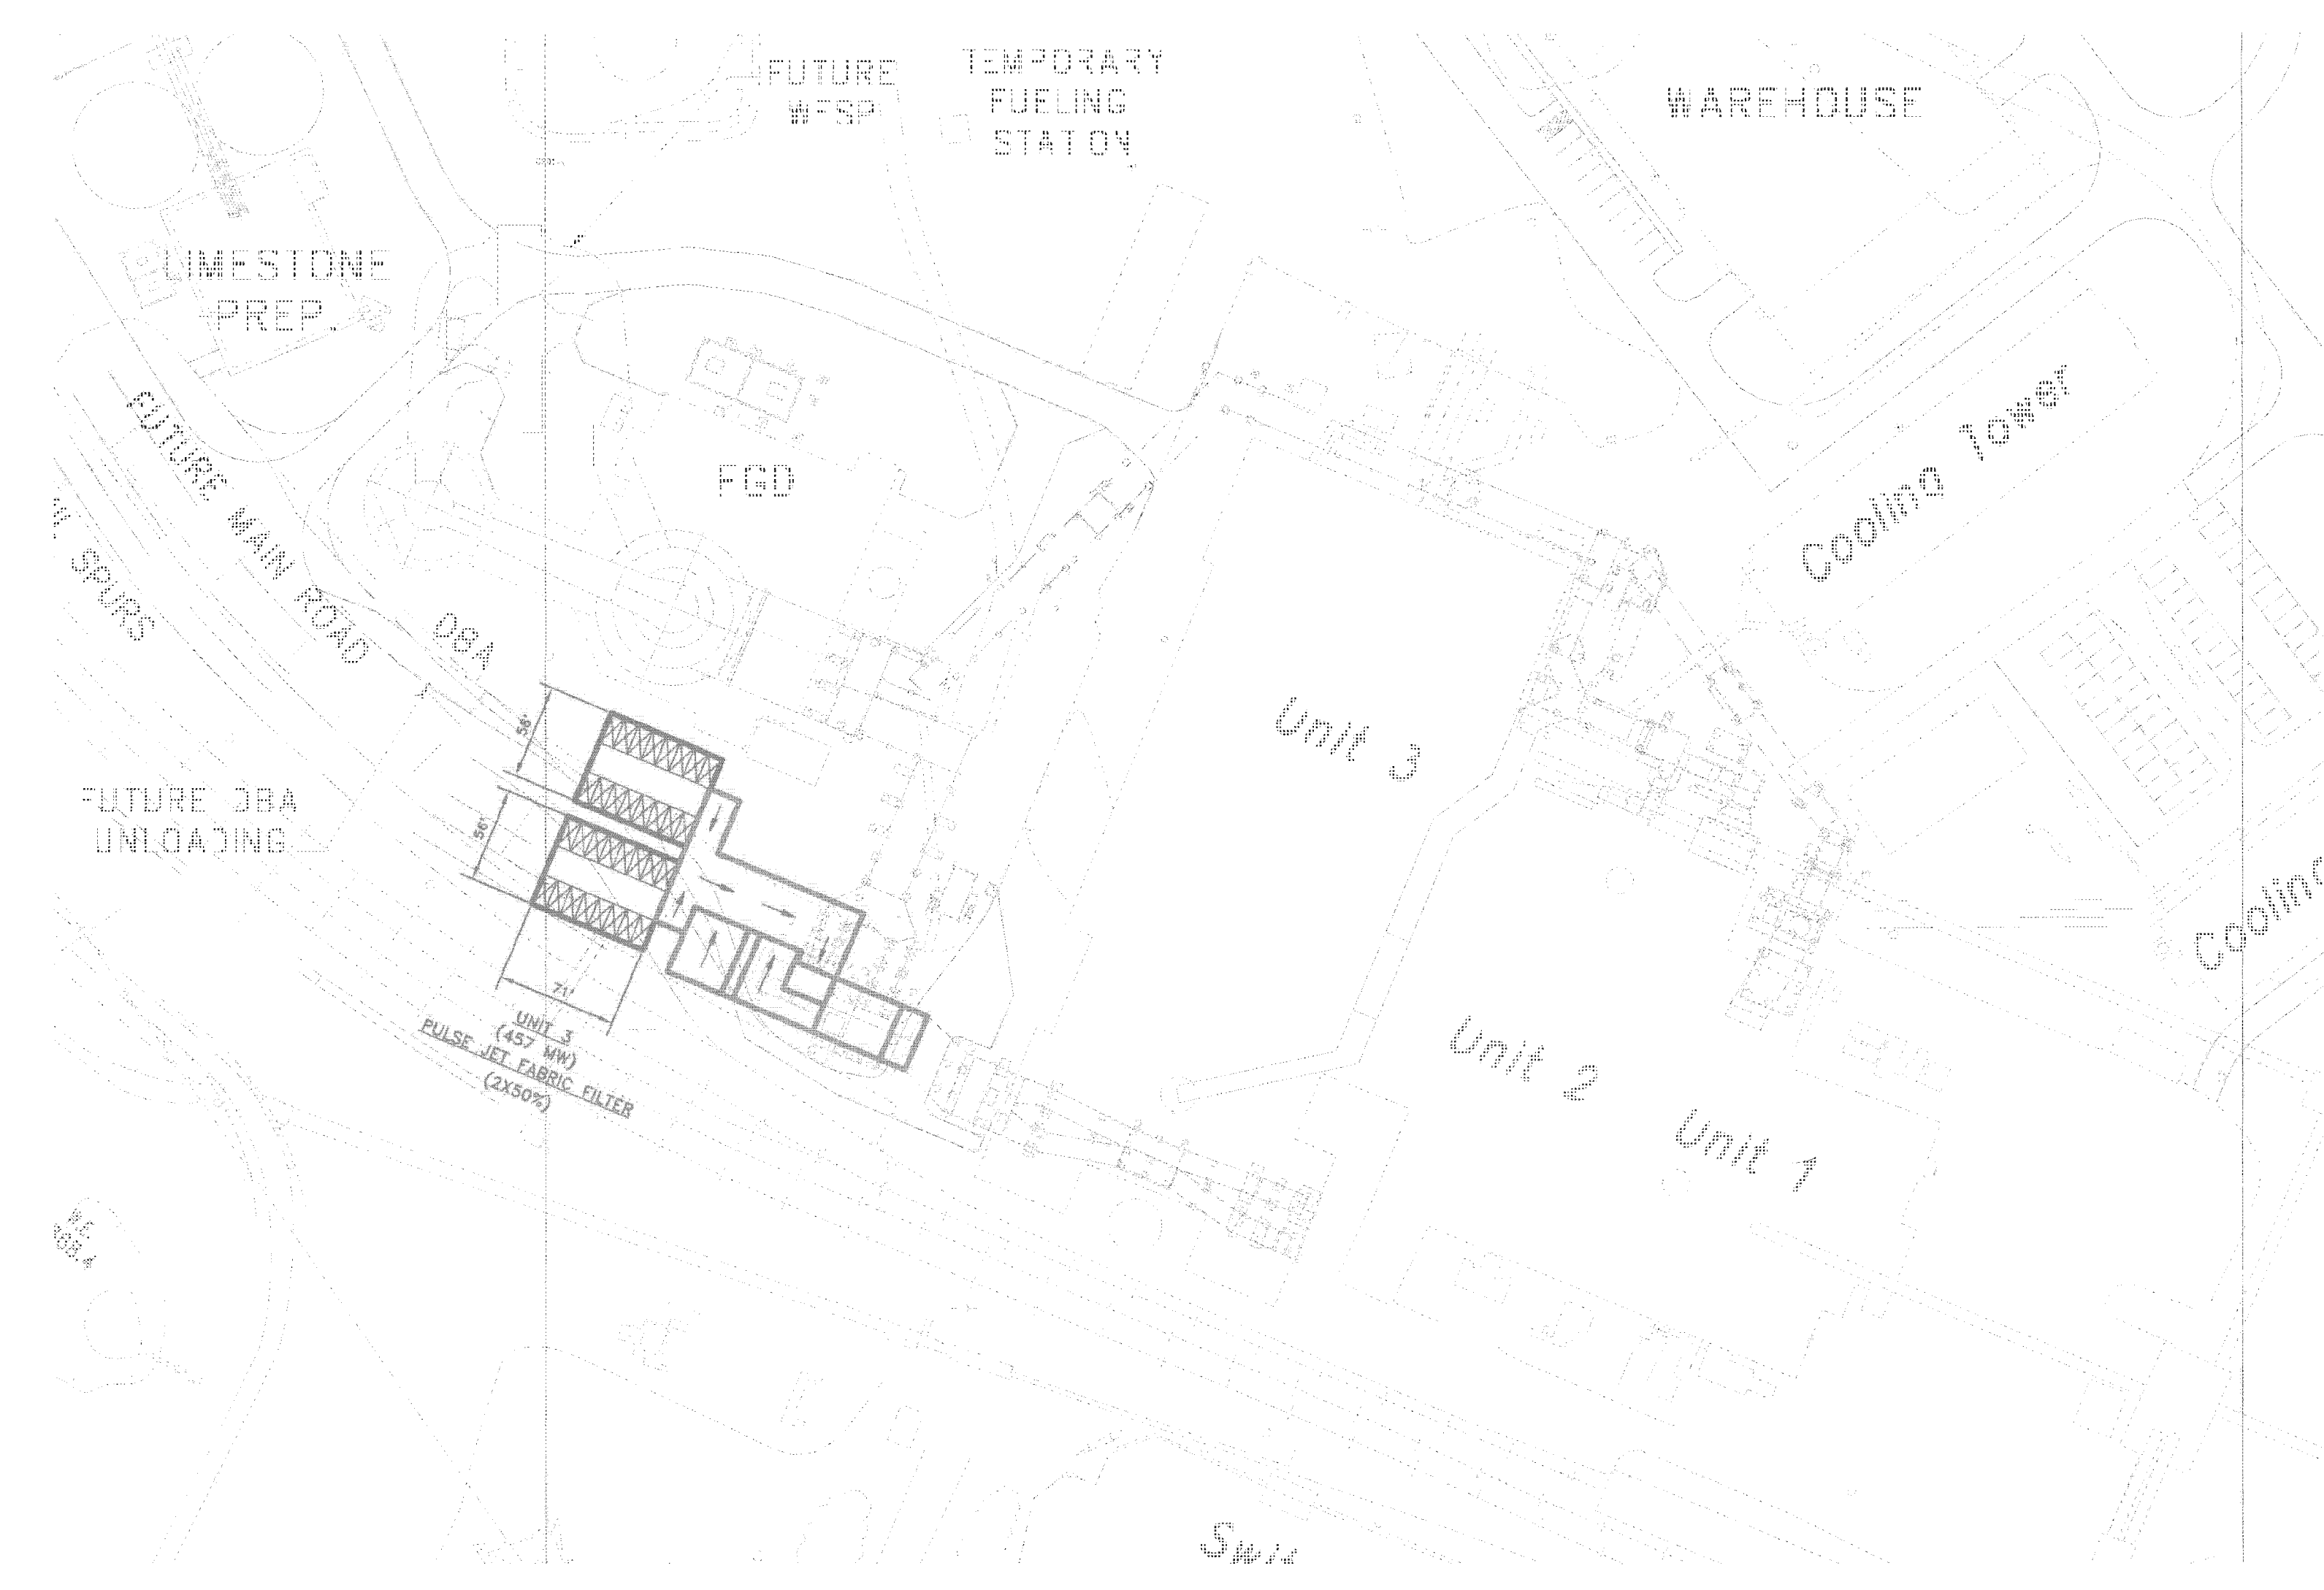 FUTURE
WFSP
TEMPORARY
FUELING
STATION
WAREHOUSE
LIMESTONE
PREP.
FUTURE MAIN ROAD
SPURS
FGD
Cooling Tower
DBA
56'
56'
71'
UNIT 3
(457 MW)
PULSE JET FABRIC FILTER
(2X50%)
FUTURE DBA
UNLOADING
Unit 3
Unit 2
Unit 1
Cooling